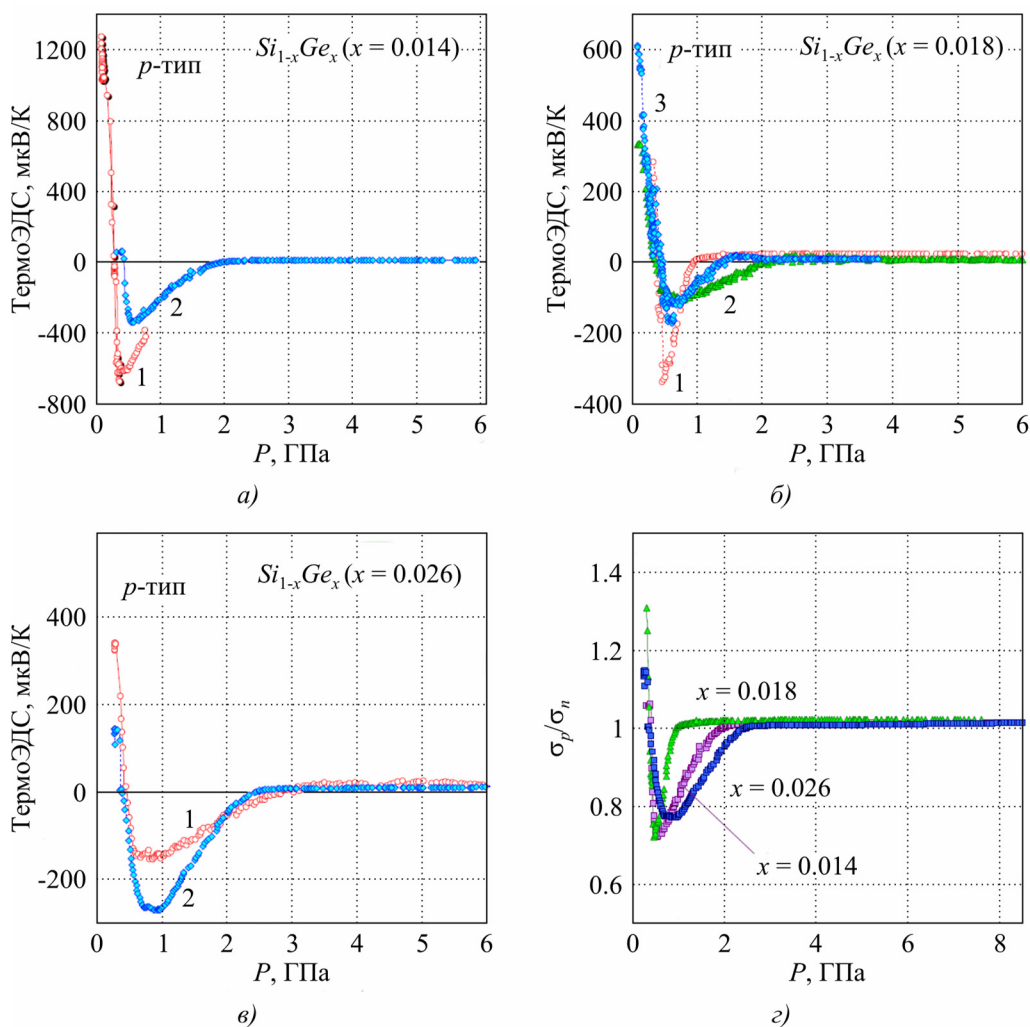 ТермоЭДС, мкВ/К
1200
800
400
0
-400
-800
p-тип
Si1-xGex (x = 0.014)
2
1
0 1 2 3 4 5 6
P, ГПа
а)
ТермоЭДС, мкВ/К
600
400
200
0
-200
-400
p-тип
Si1-xGex (x = 0.018)
3
2
1
0 1 2 3 4 5 6
P, ГПа
б)
ТермоЭДС, мкВ/К
400
200
0
-200
p-тип
Si1-xGex (x = 0.026)
1
2
0 1 2 3 4 5 6
P, ГПа
в)
σp/σn
1.4
1.2
1
0.8
0.6
x = 0.018
x = 0.026
x = 0.014
0 2 4 6 8
P, ГПа
г)